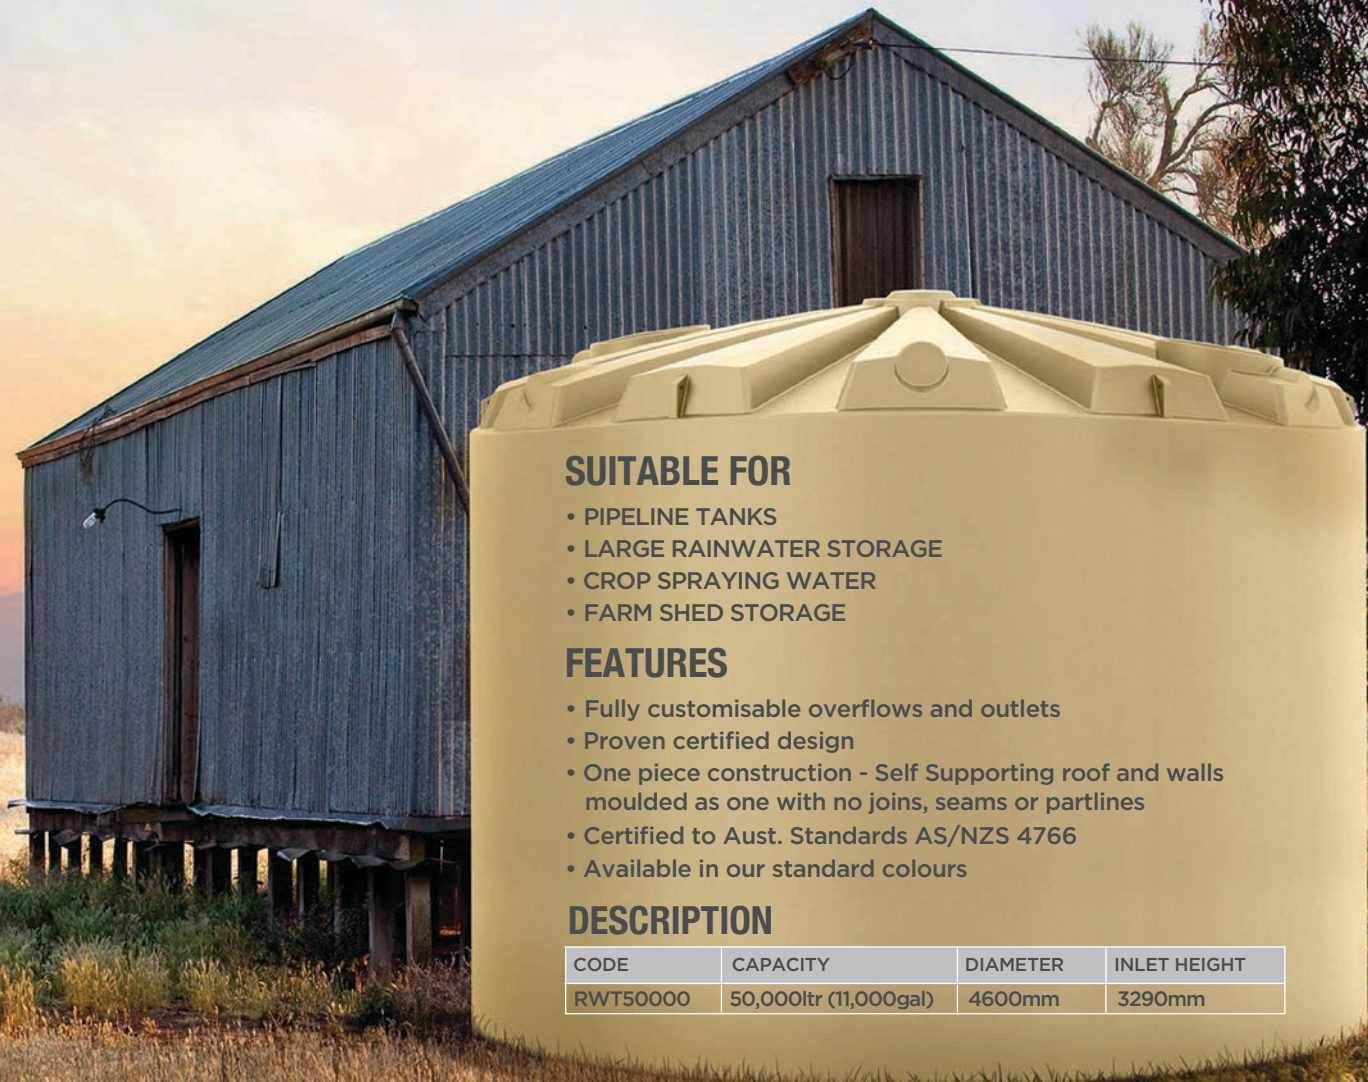 SUITABLE FOR
• PIPELINE TANKS
• LARGE RAINWATER STORAGE
• CROP SPRAYING WATER
• FARM SHED STORAGE
FEATURES
• Fully customisable overflows and outlets
• Proven certified design
• One piece construction - Self Supporting roof and walls
moulded as one with no joins, seams or partlines
• Certified to Aust. Standards AS/NZS 4766
• Available in our standard colours
DESCRIPTION
CODE CAPACITY DIAMETER INLET HEIGHT
RWT50000 50,000ltr (11,000gal) 4600mm 3290mm